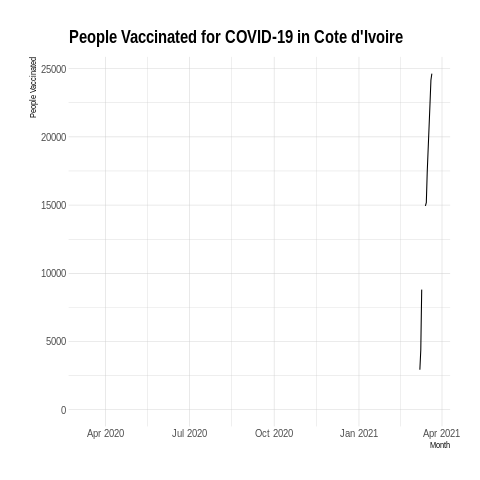 People Vaccinated for COVID-19 in Cote d'Ivoire
People Vaccinated
25000
20000
15000
10000
5000
0
Apr 2020 Jul 2020 Oct 2020 Jan 2021 Apr 2021
Month